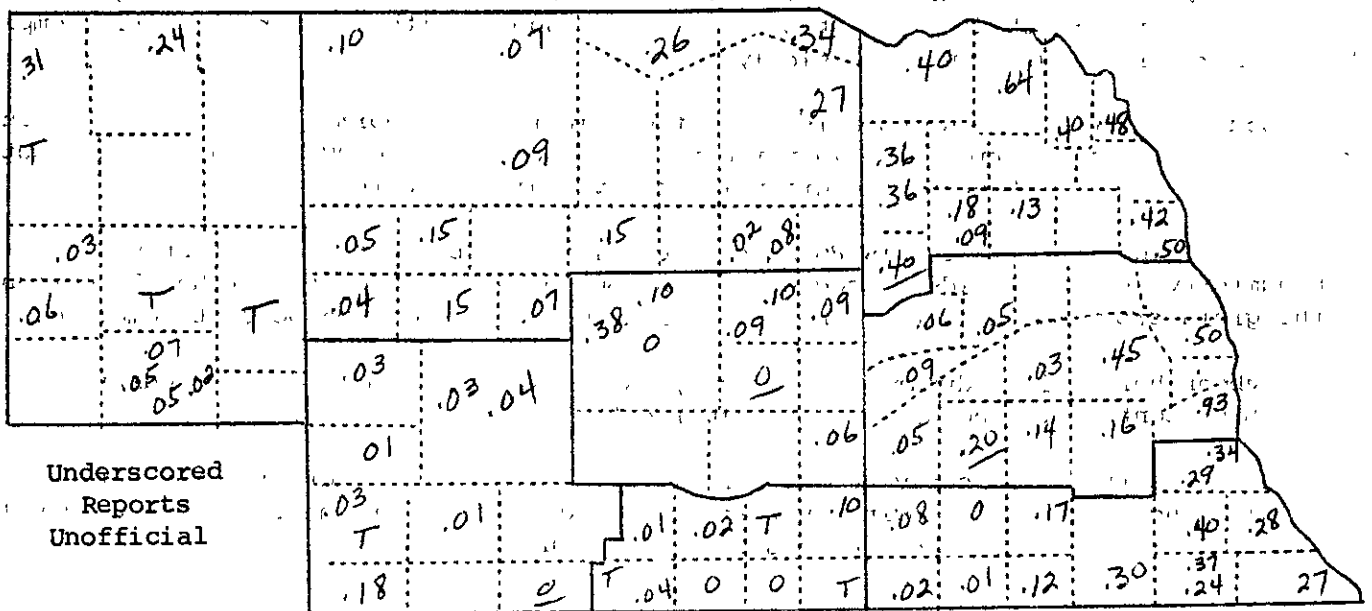 .31 .24 .10 .07 .26 .34 .40 .64 .40 .48
T .09 .27 .36
.36 .18 .13 .42
.03 .05 .15 .15 .02 .08 .40 .09 .50
.06 T T .04 15 .07 .38 .10 .10 .09 .06 .05 .50
.07 0 .09
.05 05 .02 .03 .03 .04 0 .09 .03 .45 .93
.01 .06 .05 .20 .14 .16 .34
.29
Underscored
Reports
Unofficial
.03 T .01 .01 .02 T .10 .08 0 .17 .40 .28
.18 0 T .04 0 0 T .02 .01 .12 .30 .37
.24 27